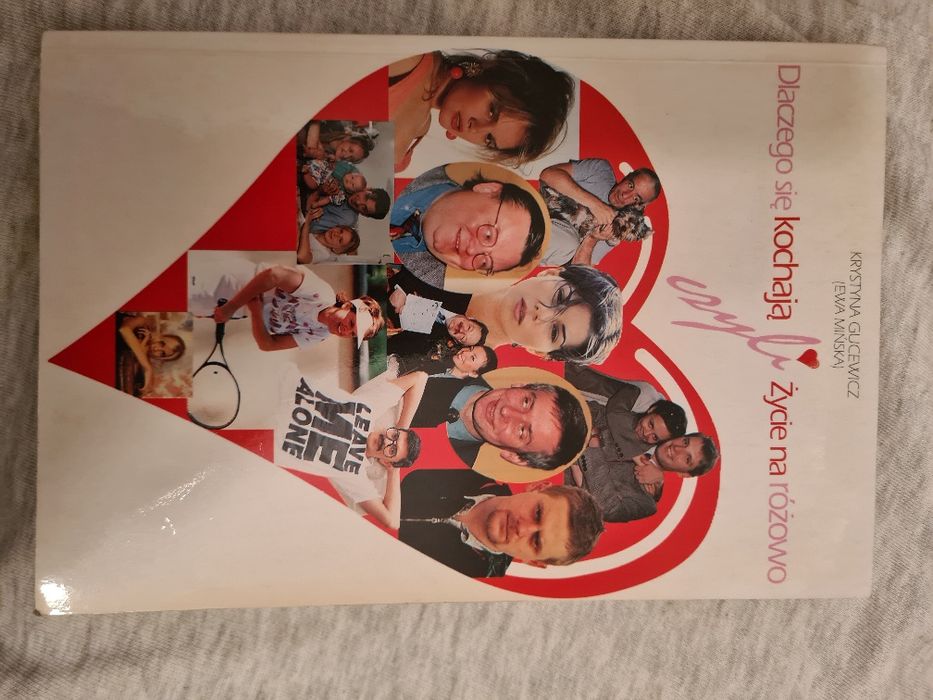 KRYSTYNA GUCEWICZ
(EWA MIŃSKA)
Dlaczego się kochają
czyli
życie na różowo
LEAVE
ME
ALONE